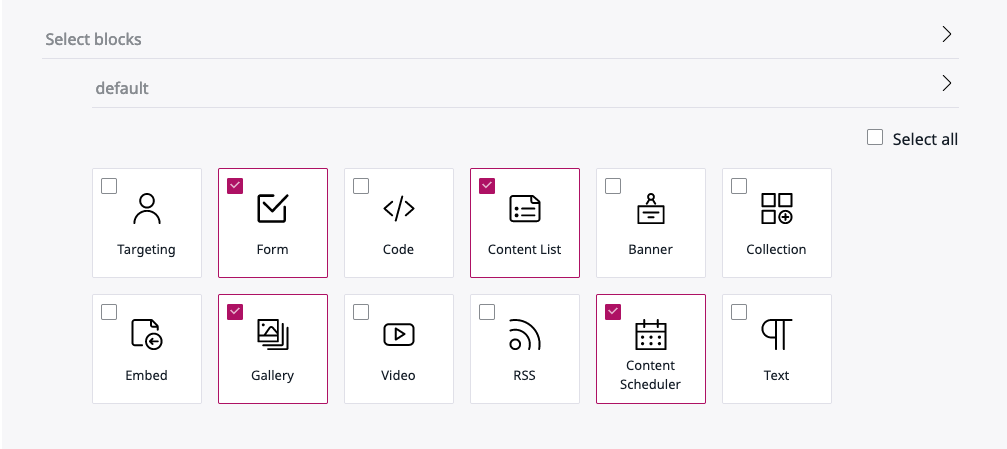 Select blocks
default
Select all
Targeting
Form
Code
Content List
Banner
Collection
Embed
Gallery
Video
RSS
Content
Scheduler
Text